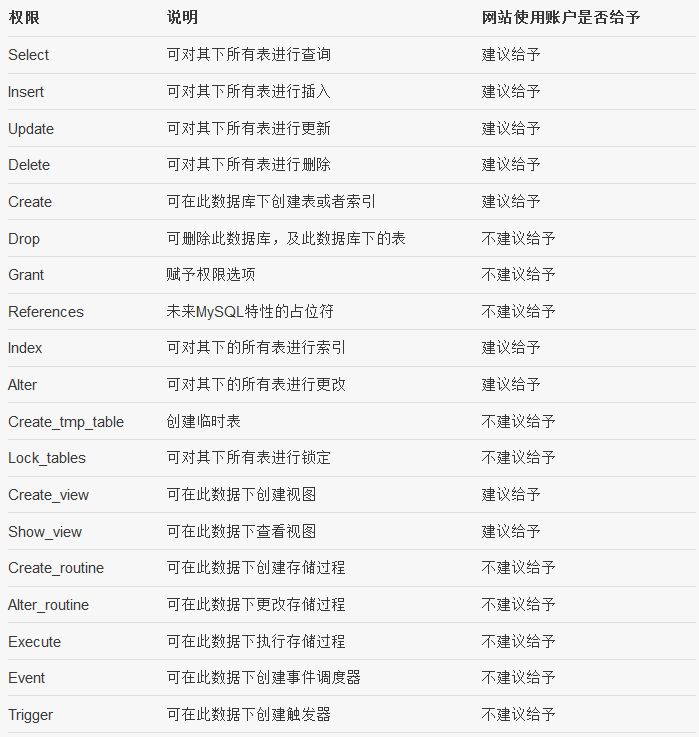 权限 说明 网站使用账户是否给予
Select 可对其下所有表进行查询 建议给予
Insert 可对其下所有表进行插入 建议给予
Update 可对其下所有表进行更新 建议给予
Delete 可对其下所有表进行删除 建议给予
Create 可在此数据库下创建表或者索引 建议给予
Drop 可删除此数据库，及此数据库下的表 不建议给予
Grant 赋予权限选项 不建议给予
References 未来MySQL特性的占位符 不建议给予
Index 可对其下的所有表进行索引 建议给予
Alter 可对其下的所有表进行更改 建议给予
Create_tmp_table 创建临时表 不建议给予
Lock_tables 可对其下所有表进行锁定 不建议给予
Create_view 可在此数据下创建视图 建议给予
Show_view 可在此数据下查看视图 建议给予
Create_routine 可在此数据下创建存储过程 不建议给予
Alter_routine 可在此数据下更改存储过程 不建议给予
Execute 可在此数据下执行存储过程 不建议给予
Event 可在此数据下创建事件调度器 不建议给予
Trigger 可在此数据下创建触发器 不建议给予